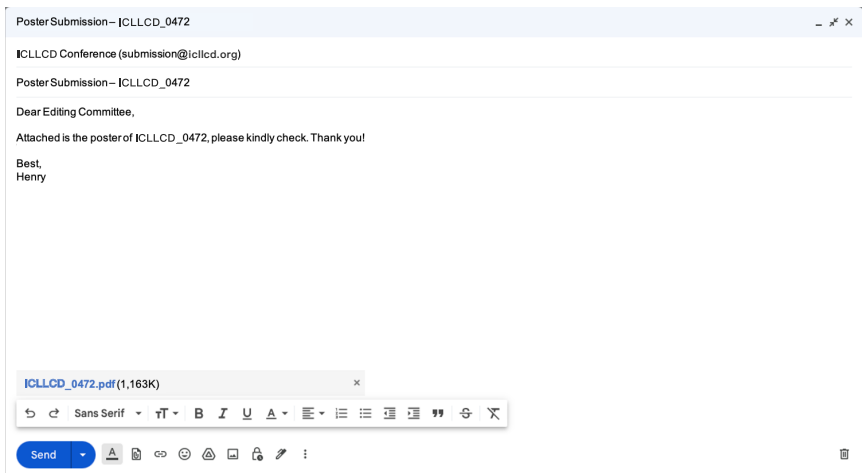 Poster Submission – ICLLCD_0472
ICLLCD Conference (submission@icllcd.org)
Poster Submission – ICLLCD_0472
Dear Editing Committee,
Attached is the poster of ICLLCD_0472, please kindly check. Thank you!
Best,
Henry
ICLLCD_0472.pdf (1,163K)
Sans Serif
Send